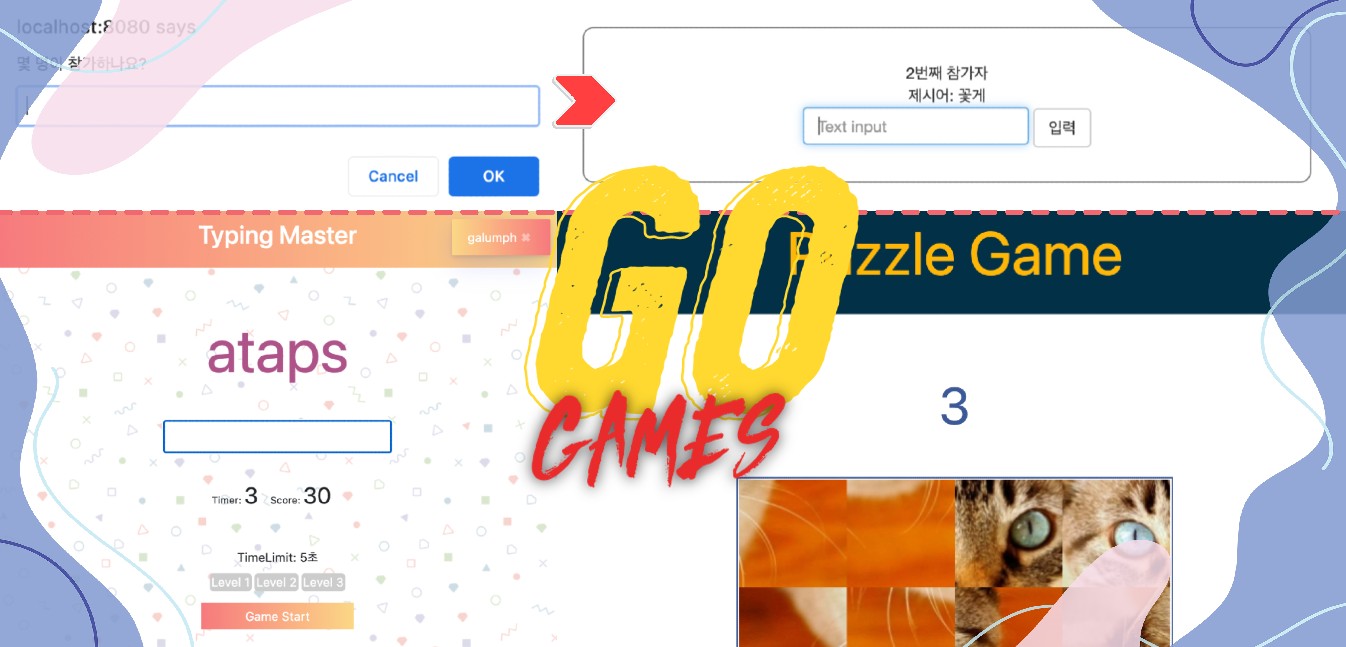 localhost:8080 says
몇 명이 참가하나요?
Cancel
OK
2번째 참가자
제시어: 꽃게
Text input
입력
Typing Master
galumph ⌘
GO
GAMES
Puzzle Game
ataps
3
Timer: 3 Score: 30
TimeLimit: 5초
Level 1 Level 2 Level 3
Game Start